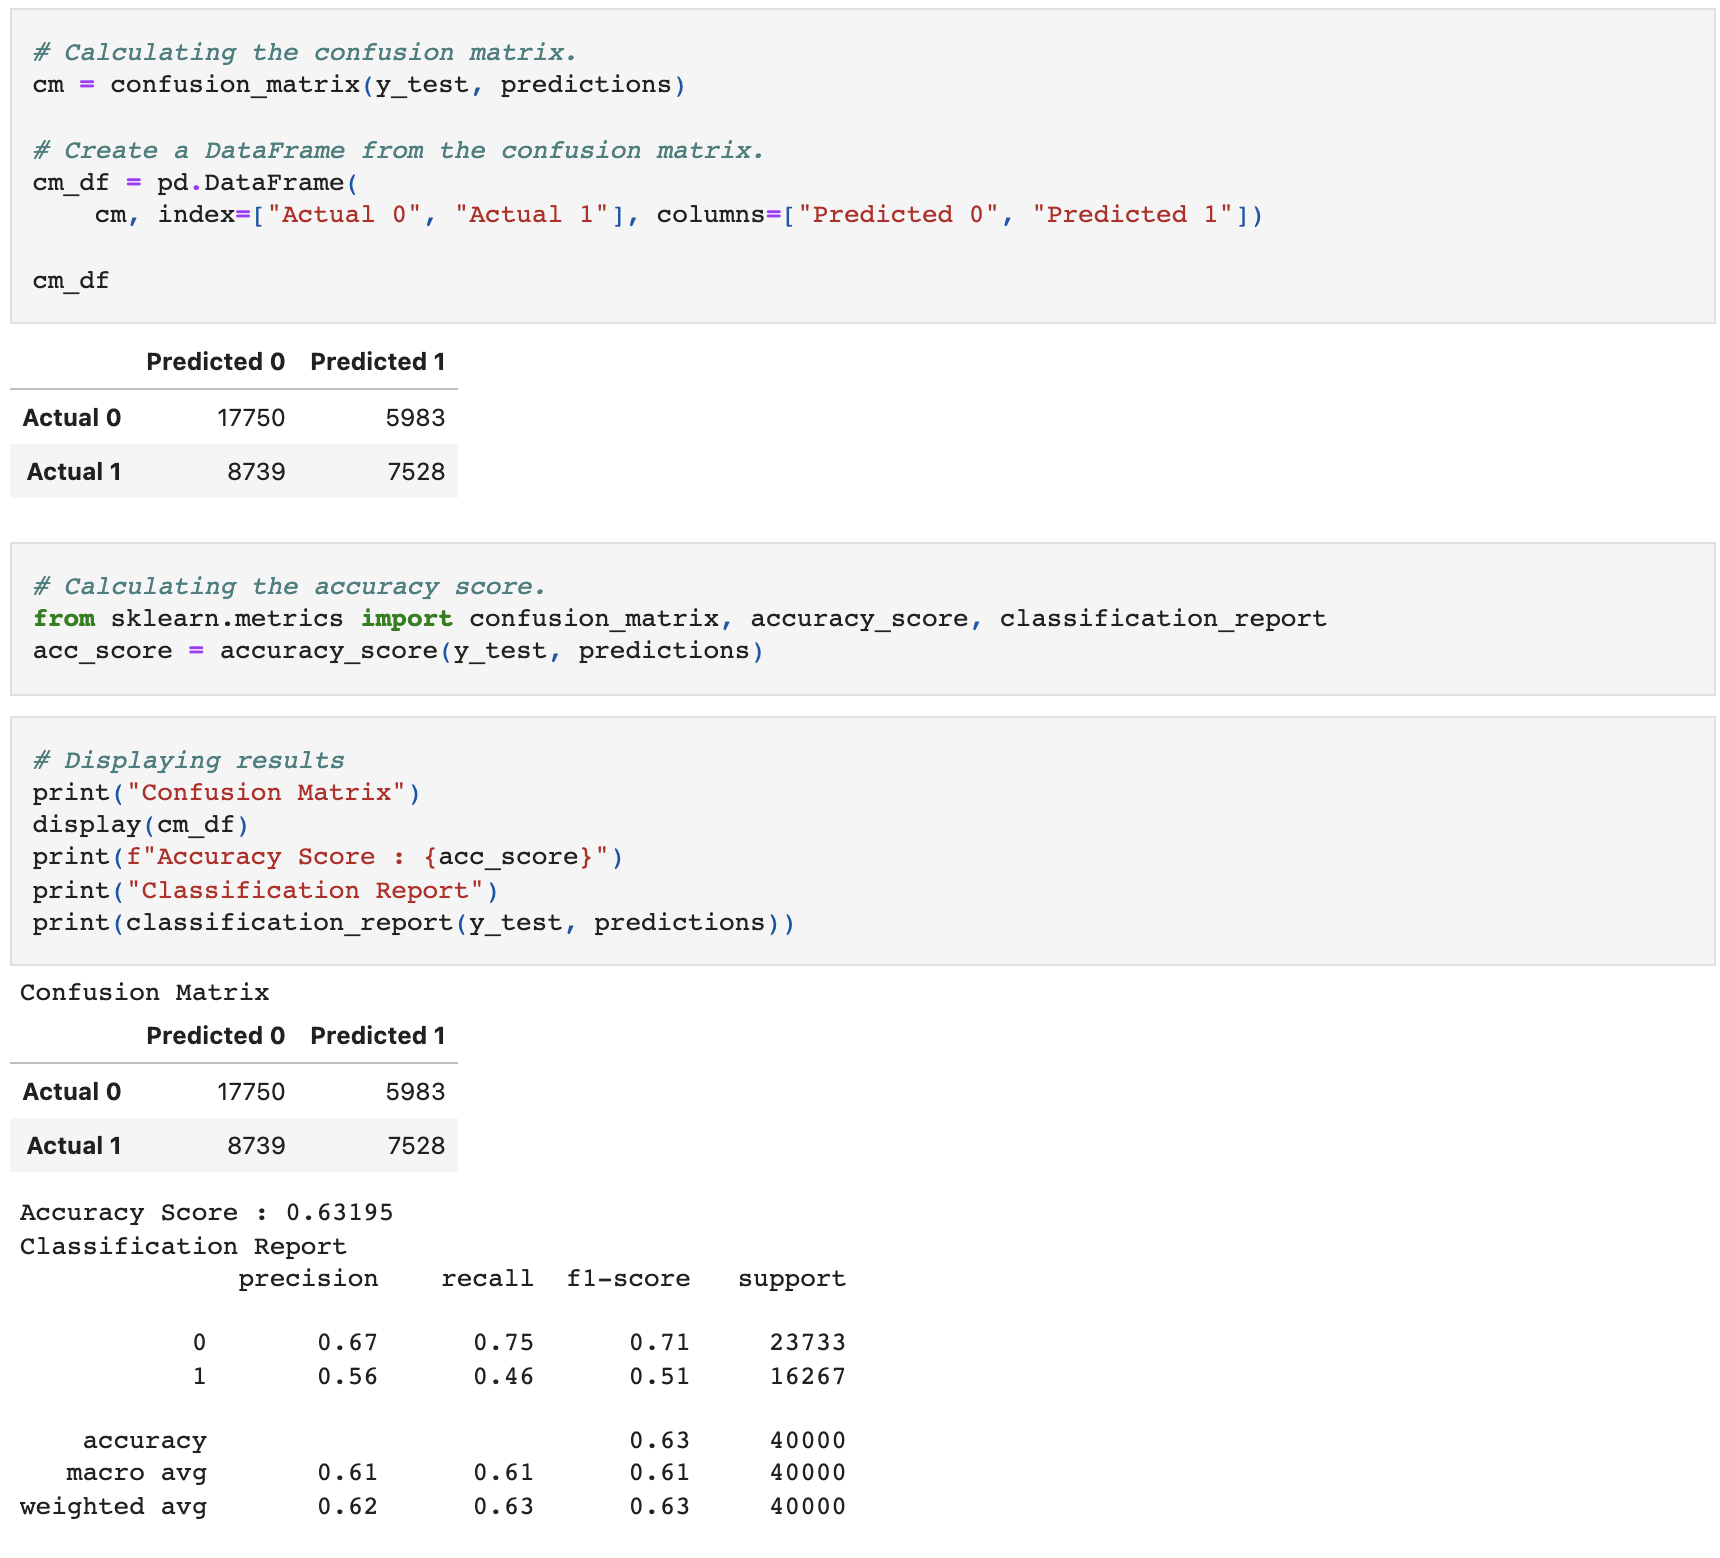 # Calculating the confusion matrix.
cm = confusion_matrix(y_test, predictions)
# Create a DataFrame from the confusion matrix.
cm_df = pd.DataFrame(
    cm, index=["Actual 0", "Actual 1"], columns=["Predicted 0", "Predicted 1"])
cm_df
Predicted 0 Predicted 1
Actual 0 17750 5983
Actual 1 8739 7528
# Calculating the accuracy score.
from sklearn.metrics import confusion_matrix, accuracy_score, classification_report
acc_score = accuracy_score(y_test, predictions)
# Displaying results
print("Confusion Matrix")
display(cm_df)
print(f"Accuracy Score : {acc_score}")
print("Classification Report")
print(classification_report(y_test, predictions))
Confusion Matrix
Predicted 0 Predicted 1
Actual 0 17750 5983
Actual 1 8739 7528
Accuracy Score : 0.63195
Classification Report
precision recall f1-score support
0 0.67 0.75 0.71 23733
1 0.56 0.46 0.51 16267
accuracy 0.63 40000
macro avg 0.61 0.61 0.61 40000
weighted avg 0.62 0.63 0.63 40000